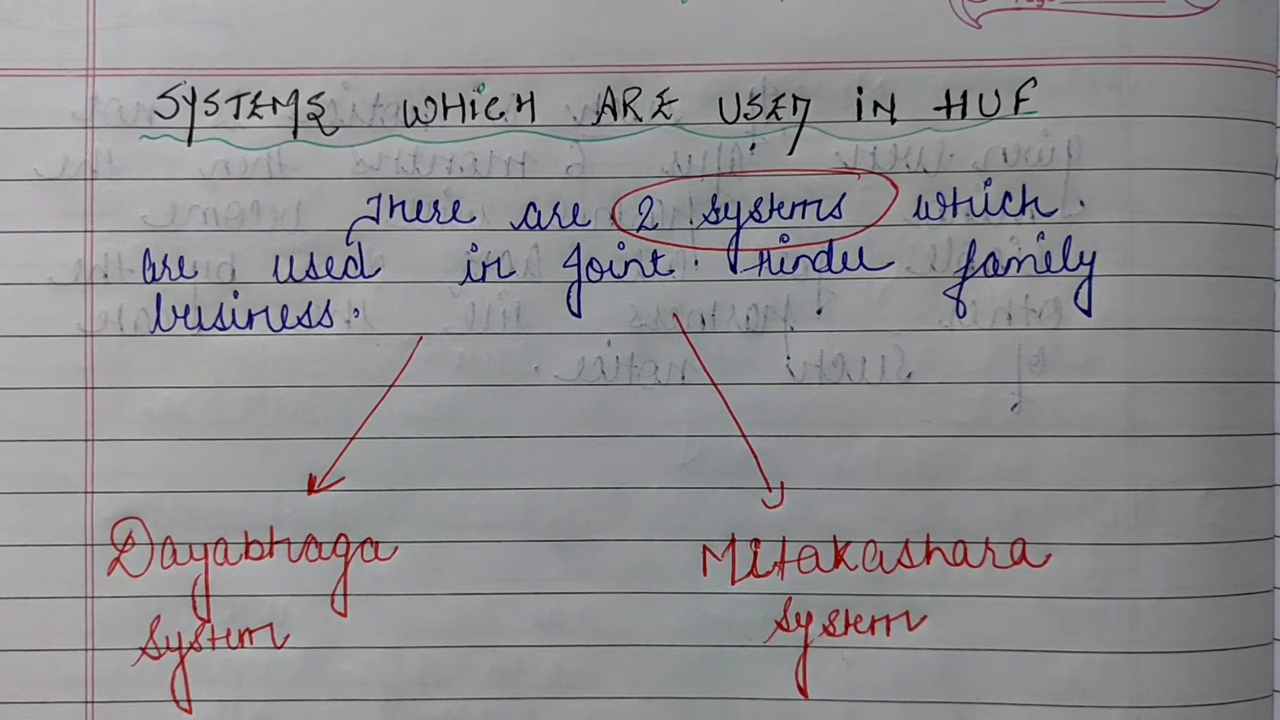 SYSTEMS WHICH ARE USED IN HUF
There are 2 systems which
are used in Joint Hindu family
business.
Dayabhaga Mitakashara
system system